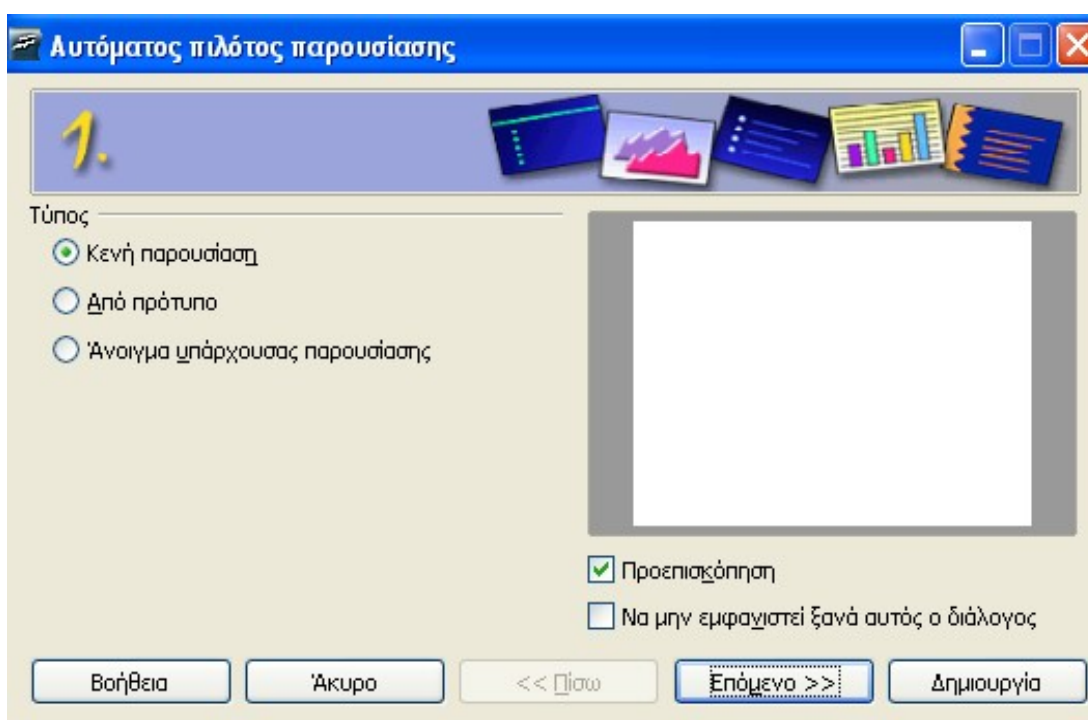 Αυτόματος πιλότος παρουσίασης
1.
Τύπος
Κενή παρουσίαση
Από πρότυπο
Άνοιγμα υπάρχουσας παρουσίασης
Προεπισκόπηση
Να μην εμφανιστεί ξανά αυτός ο διάλογος
Βοήθεια
Άκυρο
<< Πίσω
Επόμενο >>
Δημιουργία